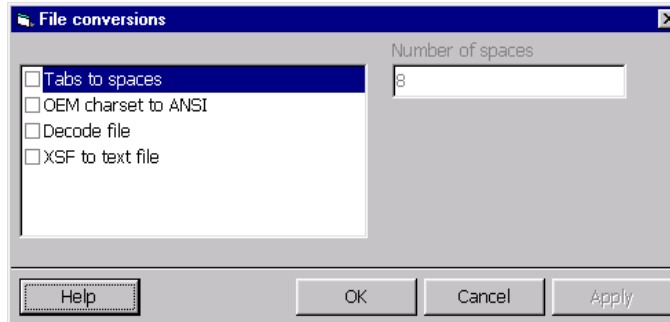 File conversions
Number of spaces
Tabs to spaces
8
OEM charset to ANSI
Decode file
XSF to text file
Help
OK
Cancel
Apply